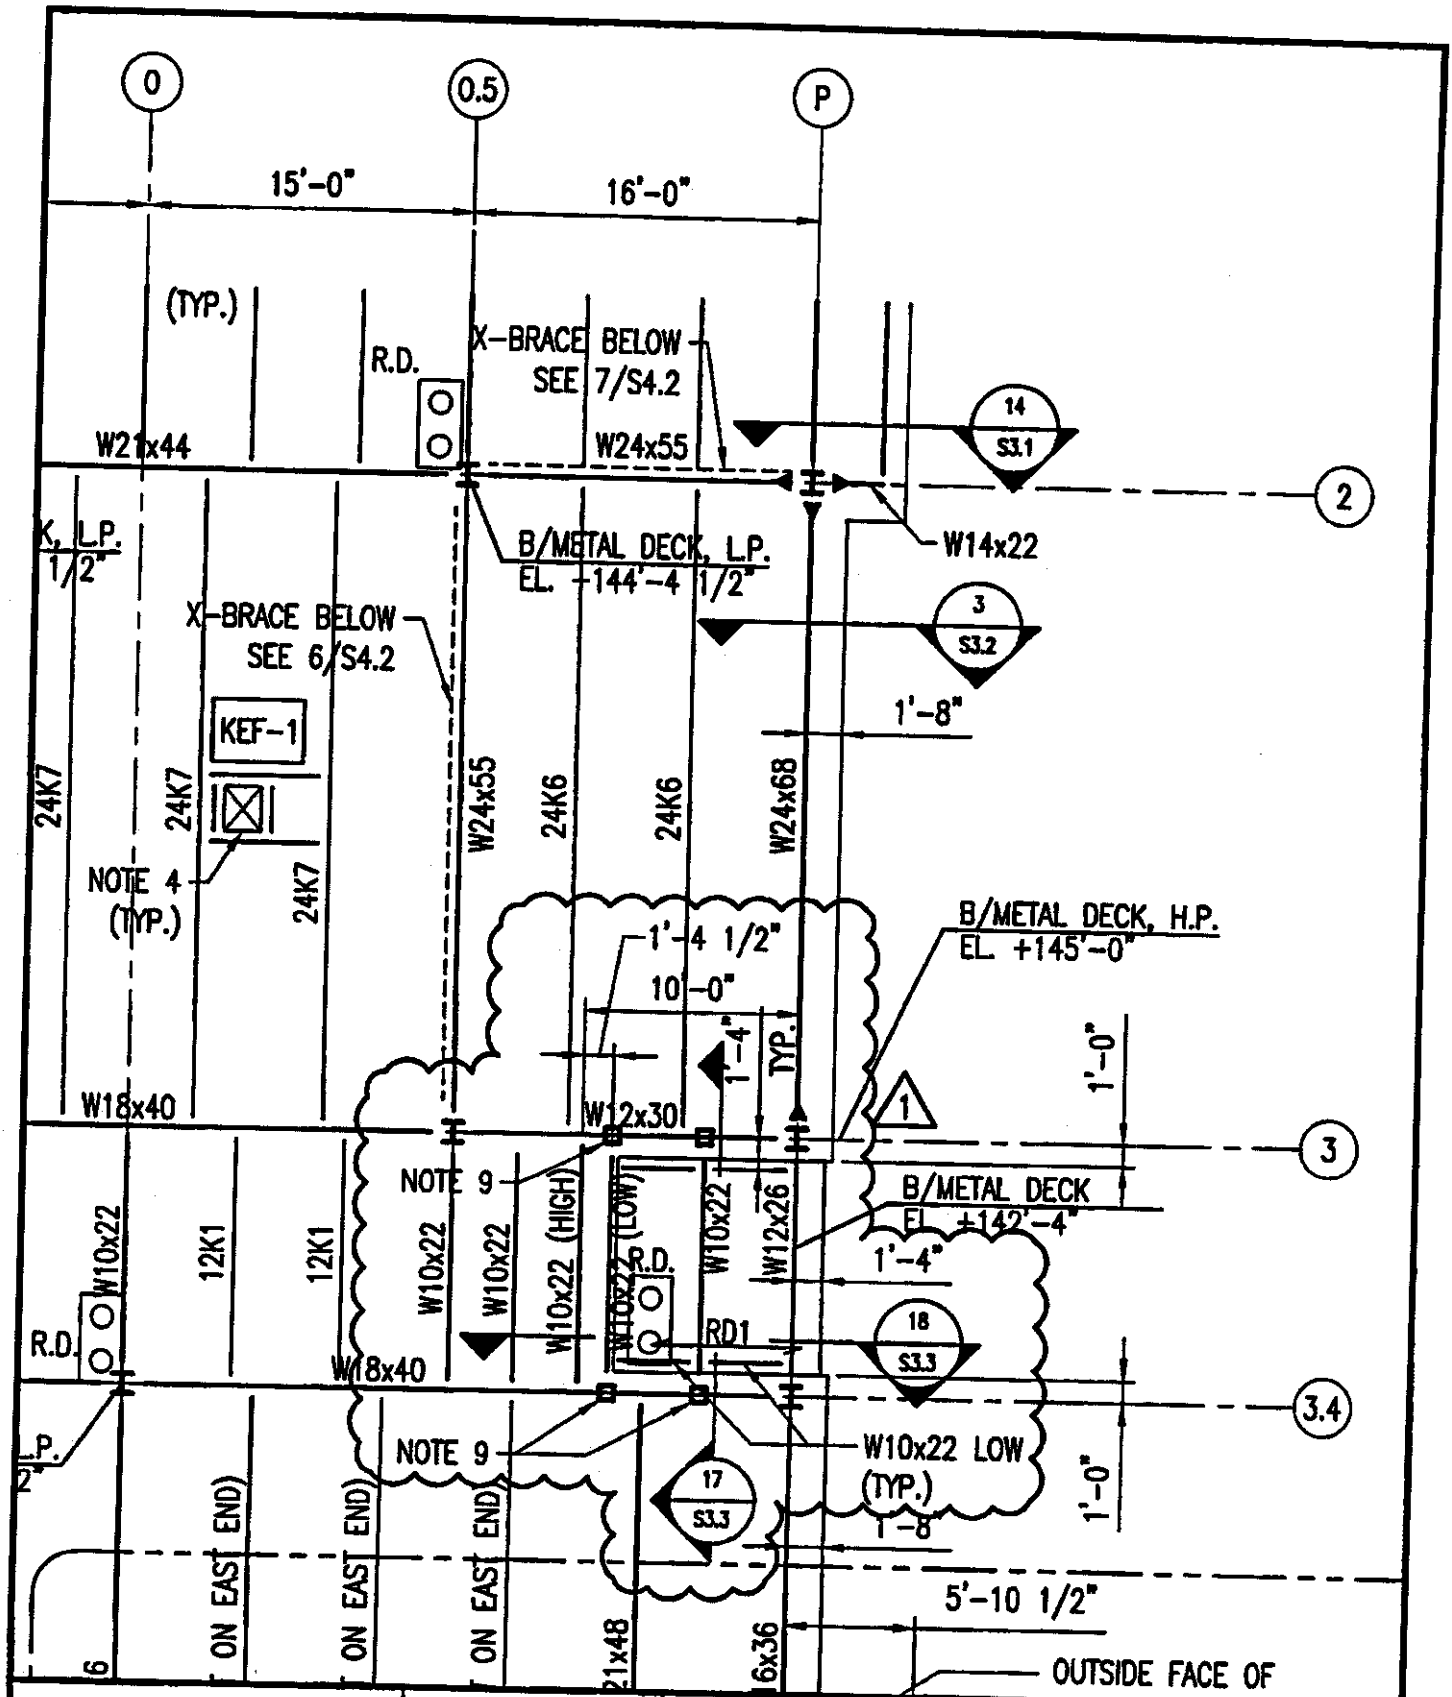 0
0.5
P
15'-0"
16'-0"
(TYP.)
R.D.
X-BRACE BELOW
SEE 7/S4.2
14
S3.1
W21x44
W24x55
2
K, L.P.
1/2"
B/METAL DECK, L.P.
EL. +144'-4 1/2"
W14x22
X-BRACE BELOW
SEE 6/S4.2
3
S3.2
1'-8"
KEF-1
24K7
24K7
24K7
W24x55
24K6
24K6
W24x68
NOTE 4
(TYP.)
1'-4 1/2"
10'-0"
B/METAL DECK, H.P.
EL. +145'-0"
1'-4"
TYP.
1'-0"
1
W18x40
W12x30
3
NOTE 9
B/METAL DECK
EL. +142'-4"
W10x22
12K1
12K1
W10x22
W10x22
W10x22 (HIGH)
W10x22 (LOW)
W10x22
W12x26
R.D.
1'-4"
R.D.
RD1
18
S3.3
W18x40
3.4
L.P.
2"
NOTE 9
W10x22 LOW
(TYP.)
17
S3.3
1'-8"
1'-0"
ON EAST END)
ON EAST END)
ON EAST END)
5'-10 1/2"
6
21x48
16x36
OUTSIDE FACE OF